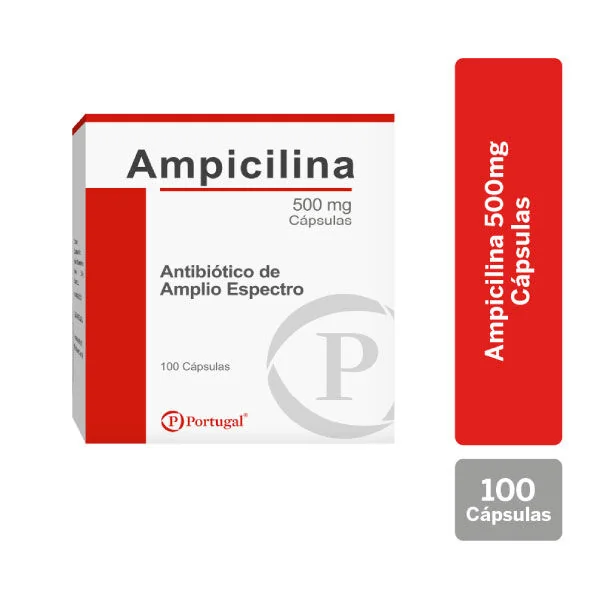 Ampicilina
500 mg
Cápsulas
Antibiótico de
Amplio Espectro
100 Cápsulas
P Portugal®
P
Ampicilina 500mg
Cápsulas
100
Cápsulas